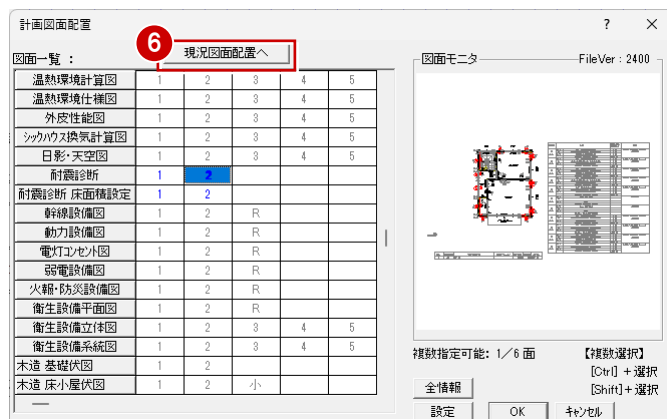 計画図面配置 ? ×
6
図面一覧 : 現況図面配置へ
図面モニタ FileVer : 2400
温熱環境計算図 1 2 3 4 5
温熱環境仕様図 1 2 3 4 5
外皮性能図 1 2 3 4 5
シックハウス換気計算図 1 2 3 4 5
日影・天空図 1 2 3 4 5
耐震診断 1 2
耐震診断 床面積設定 1 2
幹線設備図 1 2 R
動力設備図 1 2 R
電灯コンセント図 1 2 R
弱電設備図 1 2 R
火報・防災設備図 1 2 R
衛生設備平面図 1 2 R
衛生設備立体図 1 2 3 4 5
衛生設備系統図 1 2 3 4 5
木造 基礎伏図 1 2
木造 床小屋伏図 1 2 小
複数指定可能: 1/6 面 【複数選択】
[Ctrl] +選択
全情報 [Shift]+選択
設定 OK キャンセル